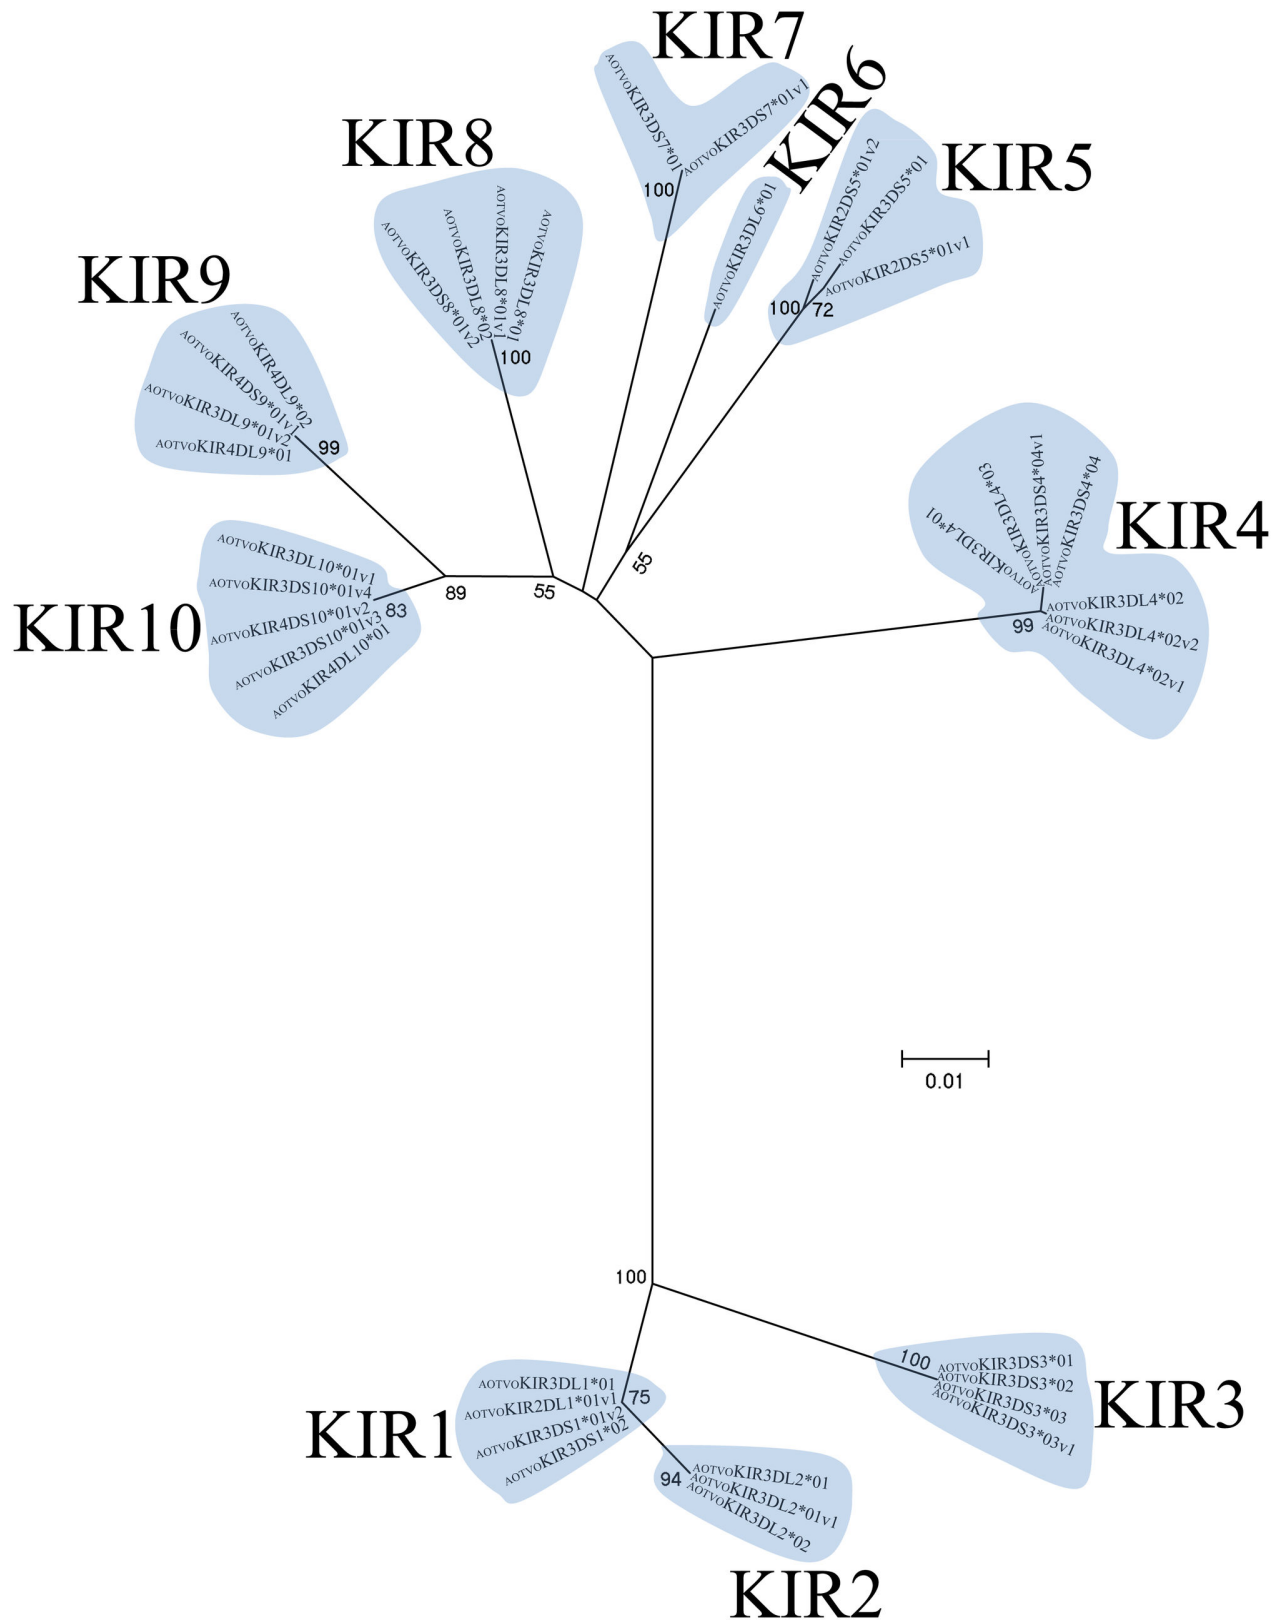 KIR7
AOTVOKIR3DS7*01
AOTVOKIR3DS7*01v1
100
KIR6
AOTVOKIR3DL6*01
KIR5
AOTVOKIR2DS5*01v2
AOTVOKIR3DS5*01
AOTVOKIR2DS5*01v1
100
72
KIR8
AOTVOKIR3DS8*01v2
AOTVOKIR3DL8*02
AOTVOKIR3DL8*01v1
AOTVOKIR3DL8*01
100
KIR9
AOTVOKIR4DL9*02
AOTVOKIR4DS9*01v1
AOTVOKIR3DL9*01v2
AOTVOKIR4DL9*01
99
KIR4
AOTVOKIR3DL4*01
AOTVOKIR3DL4*03
AOTVOKIR3DS4*04v1
AOTVOKIR3DS4*04
AOTVOKIR3DL4*02
AOTVOKIR3DL4*02v2
AOTVOKIR3DL4*02v1
99
KIR10
AOTVOKIR3DL10*01v1
AOTVOKIR3DS10*01v4
AOTVOKIR4DS10*01v2
AOTVOKIR3DS10*01v3
AOTVOKIR4DL10*01
83
89
55
55
0.01
100
KIR1
AOTVOKIR3DL1*01
AOTVOKIR2DL1*01v1
AOTVOKIR3DS1*01v2
AOTVOKIR3DS1*02
75
KIR3
100
AOTVOKIR3DS3*01
AOTVOKIR3DS3*02
AOTVOKIR3DS3*03
AOTVOKIR3DS3*03v1
94
AOTVOKIR3DL2*01
AOTVOKIR3DL2*01v1
AOTVOKIR3DL2*02
KIR2